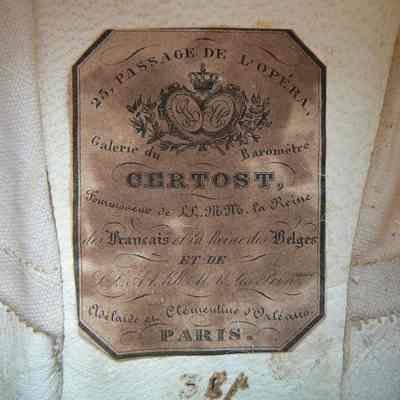 25, PASSAGE DE L'OPÉRA,
Galerie du Baromètre
CERTOST,
Fournisseur de LL. MM. la Reine
des Français et la Reine des Belges
ET DE
Adélaïde et Clémentine d'Orléans.
PARIS.